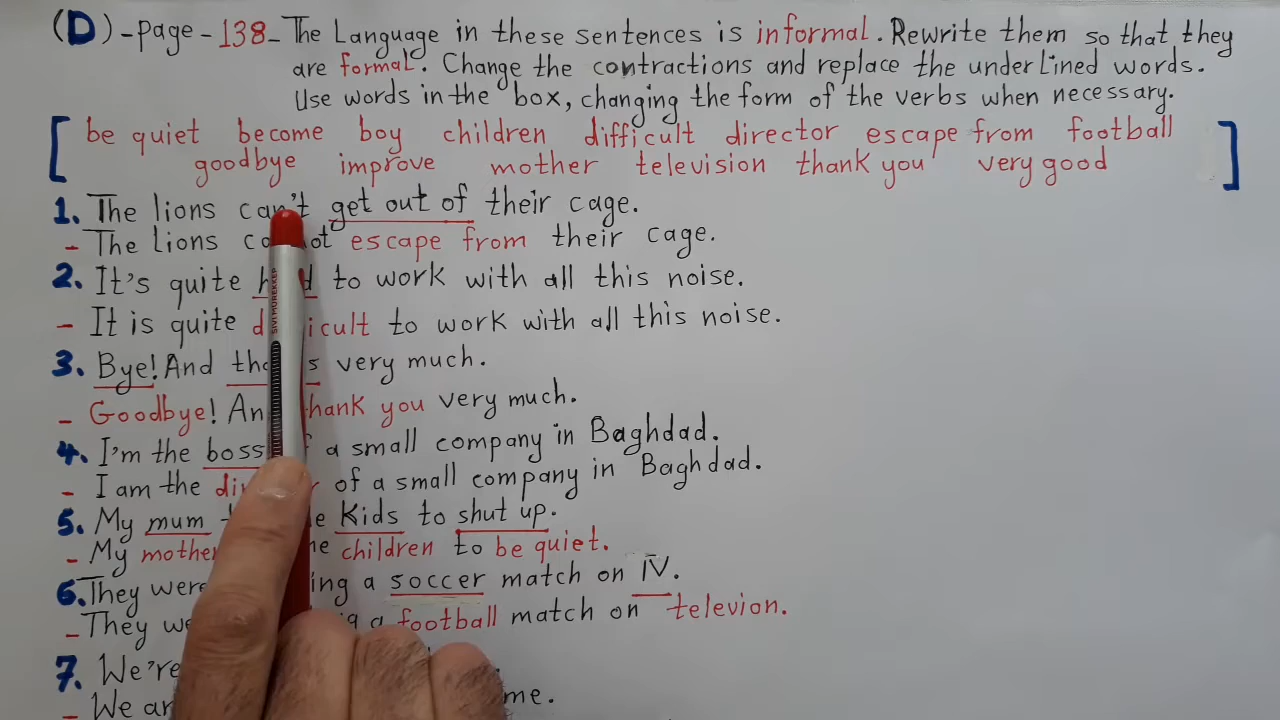 (D)-page-138-The Language in these sentences is informal. Rewrite them so that they
are formal. Change the contractions and replace the underlined words.
Use words in the box, changing the form of the verbs when necessary.
be quiet become boy children difficult director escape from football
goodbye improve mother television thank you very good
1. The lions can't get out of their cage.
- The Lions escape from their cage.
2. It's quite to work with all this noise.
- It is quite difficult to work with all this noise.
3. Bye! And very much.
- Goodbye! And thank you very much.
4. I'm the boss of a small company in Baghdad.
- I am the of a small company in Baghdad.
5. My mum Kids to shut up.
- My mother children to be quiet.
6. They were a soccer match on TV.
- They a football match on televion.
7. We're
- We me.
SIVI MÜREKKEP